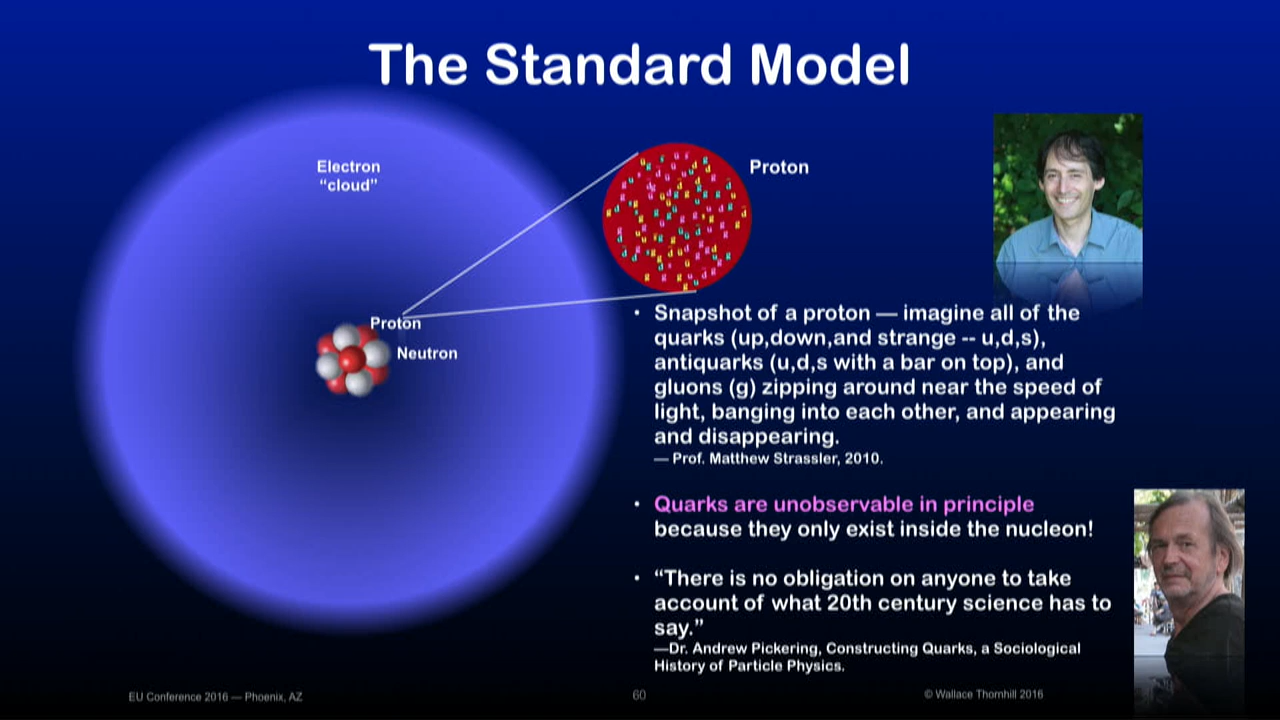 The Standard Model
Electron
“cloud”
Proton
Proton
Neutron
• Snapshot of a proton — imagine all of the
quarks (up,down,and strange -- u,d,s),
antiquarks (u,d,s with a bar on top), and
gluons (g) zipping around near the speed of
light, banging into each other, and appearing
and disappearing.
— Prof. Matthew Strassler, 2010.
• Quarks are unobservable in principle
because they only exist inside the nucleon!
• “There is no obligation on anyone to take
account of what 20th century science has to
say.”
—Dr. Andrew Pickering, Constructing Quarks, a Sociological
History of Particle Physics.
EU Conference 2016 — Phoenix, AZ
60
© Wallace Thornhill 2016